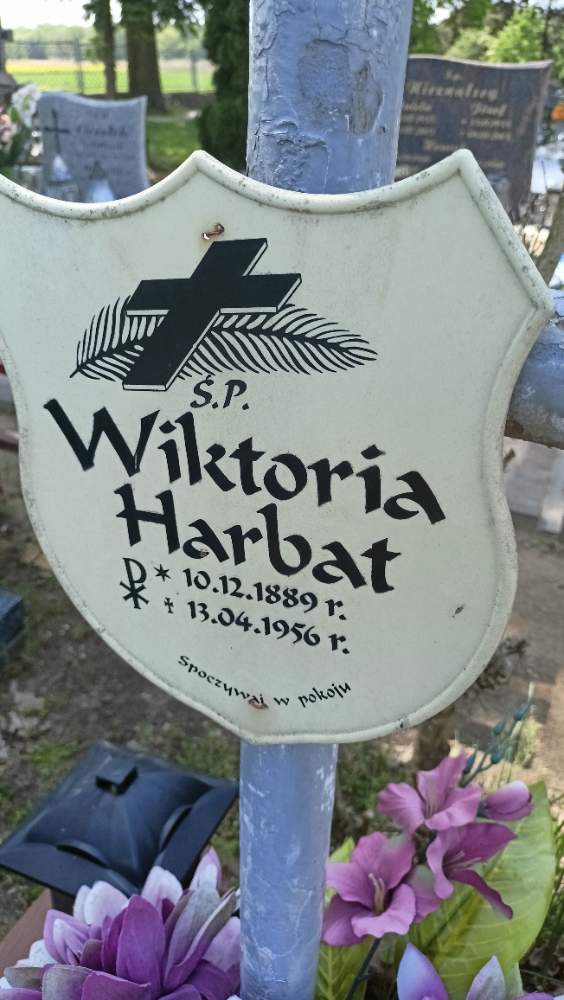 Ś.P.
Wiktoria
Harbat
* 10.12.1889 r.
✝ 13.04.1956 r.
Spoczywaj w pokoju